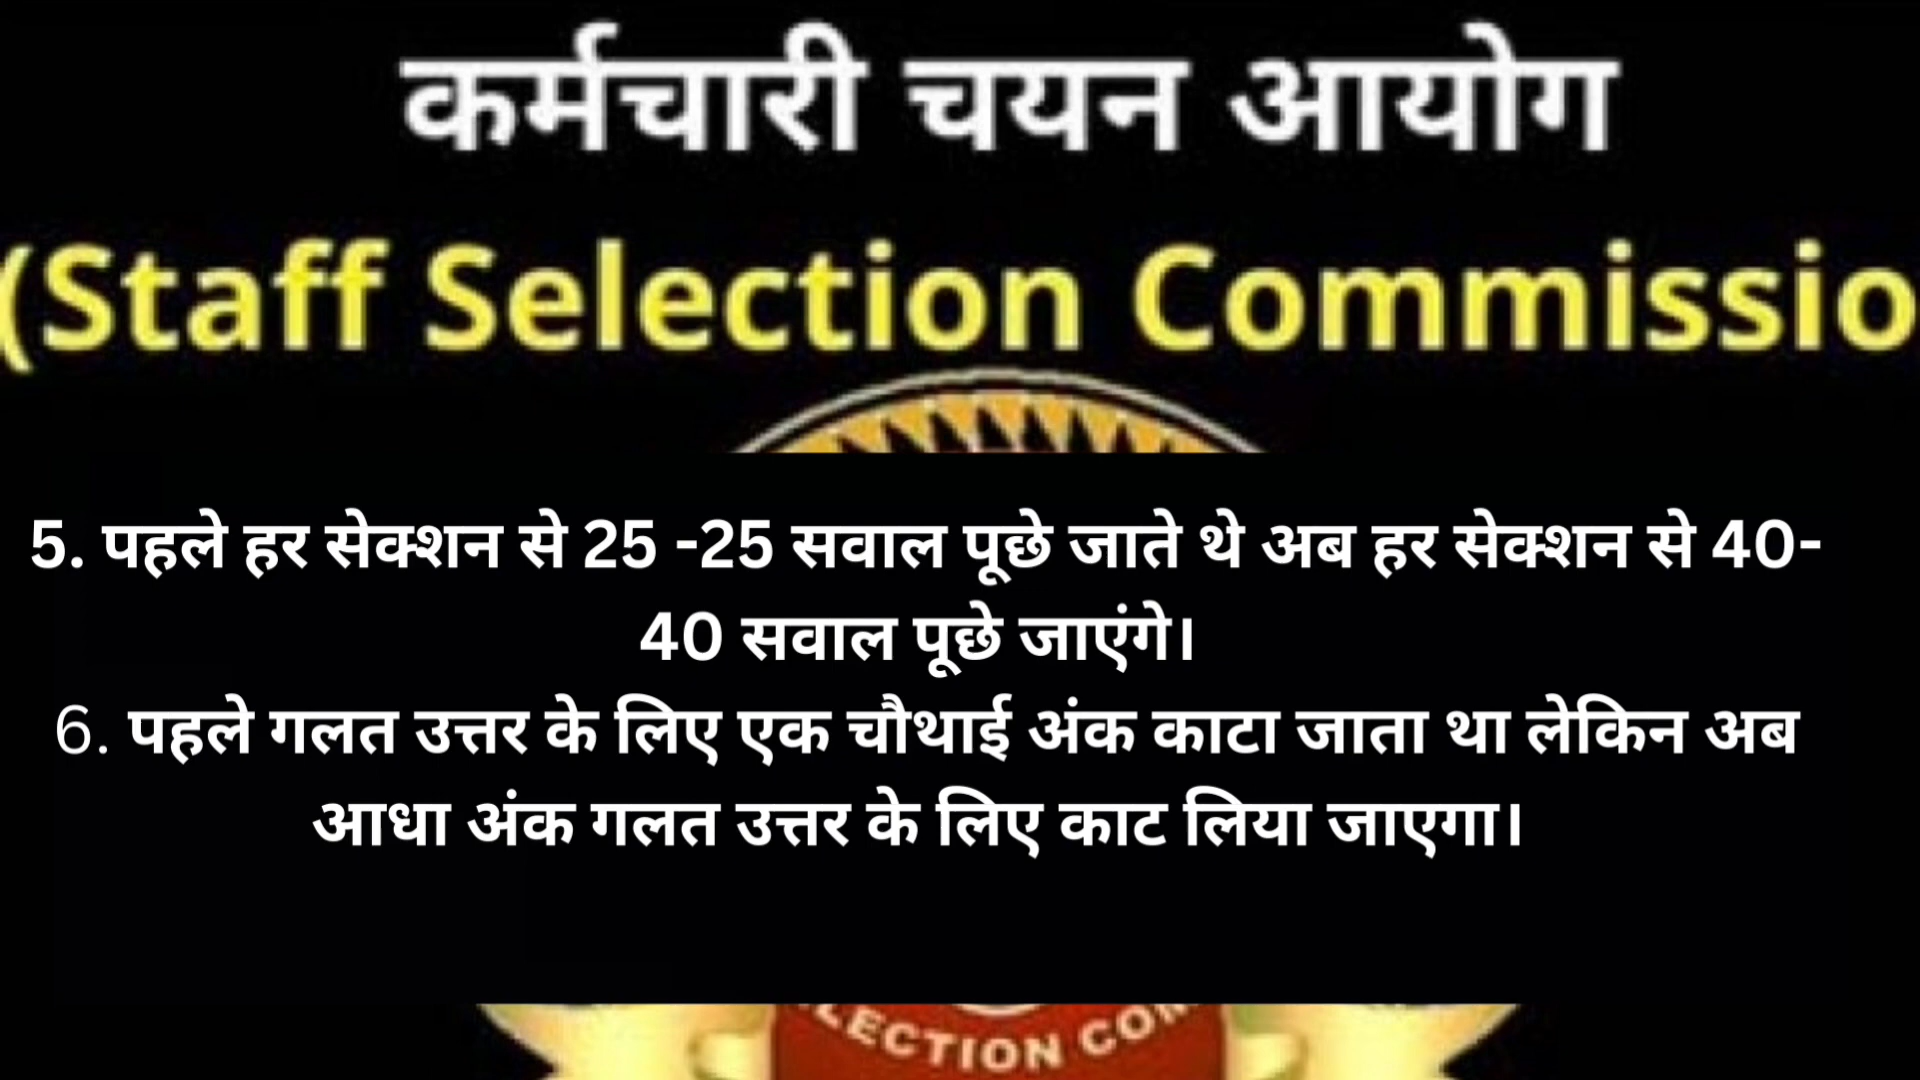 कर्मचारी चयन आयोग
(Staff Selection Commissio
5. पहले हर सेक्शन से 25 -25 सवाल पूछे जाते थे अब हर सेक्शन से 40-
40 सवाल पूछे जाएंगे।
6. पहले गलत उत्तर के लिए एक चौथाई अंक काटा जाता था लेकिन अब
आधा अंक गलत उत्तर के लिए काट लिया जाएगा।
LECTION COM